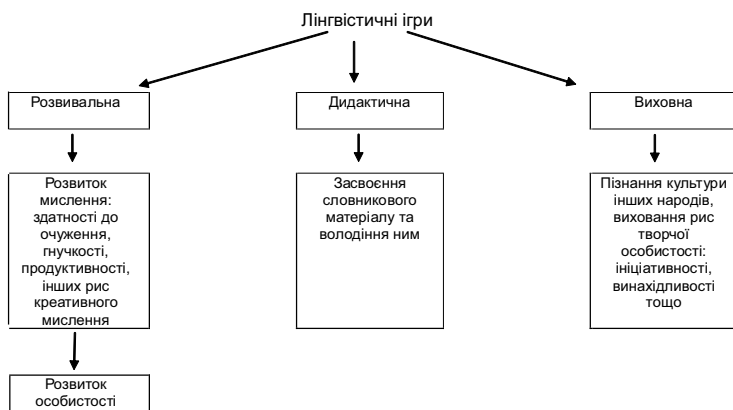 Лінгвістичні ігри
Розвивальна
Дидактична
Виховна
Розвиток
мислення:
здатності до
очуження,
гнучкості,
продуктивності,
інших рис
креативного
мислення
Засвоєння
словникового
матеріалу та
володіння ним
Пізнання культури
інших народів,
виховання рис
творчої
особистості:
ініціативності,
винахідливості
тощо
Розвиток
особистості